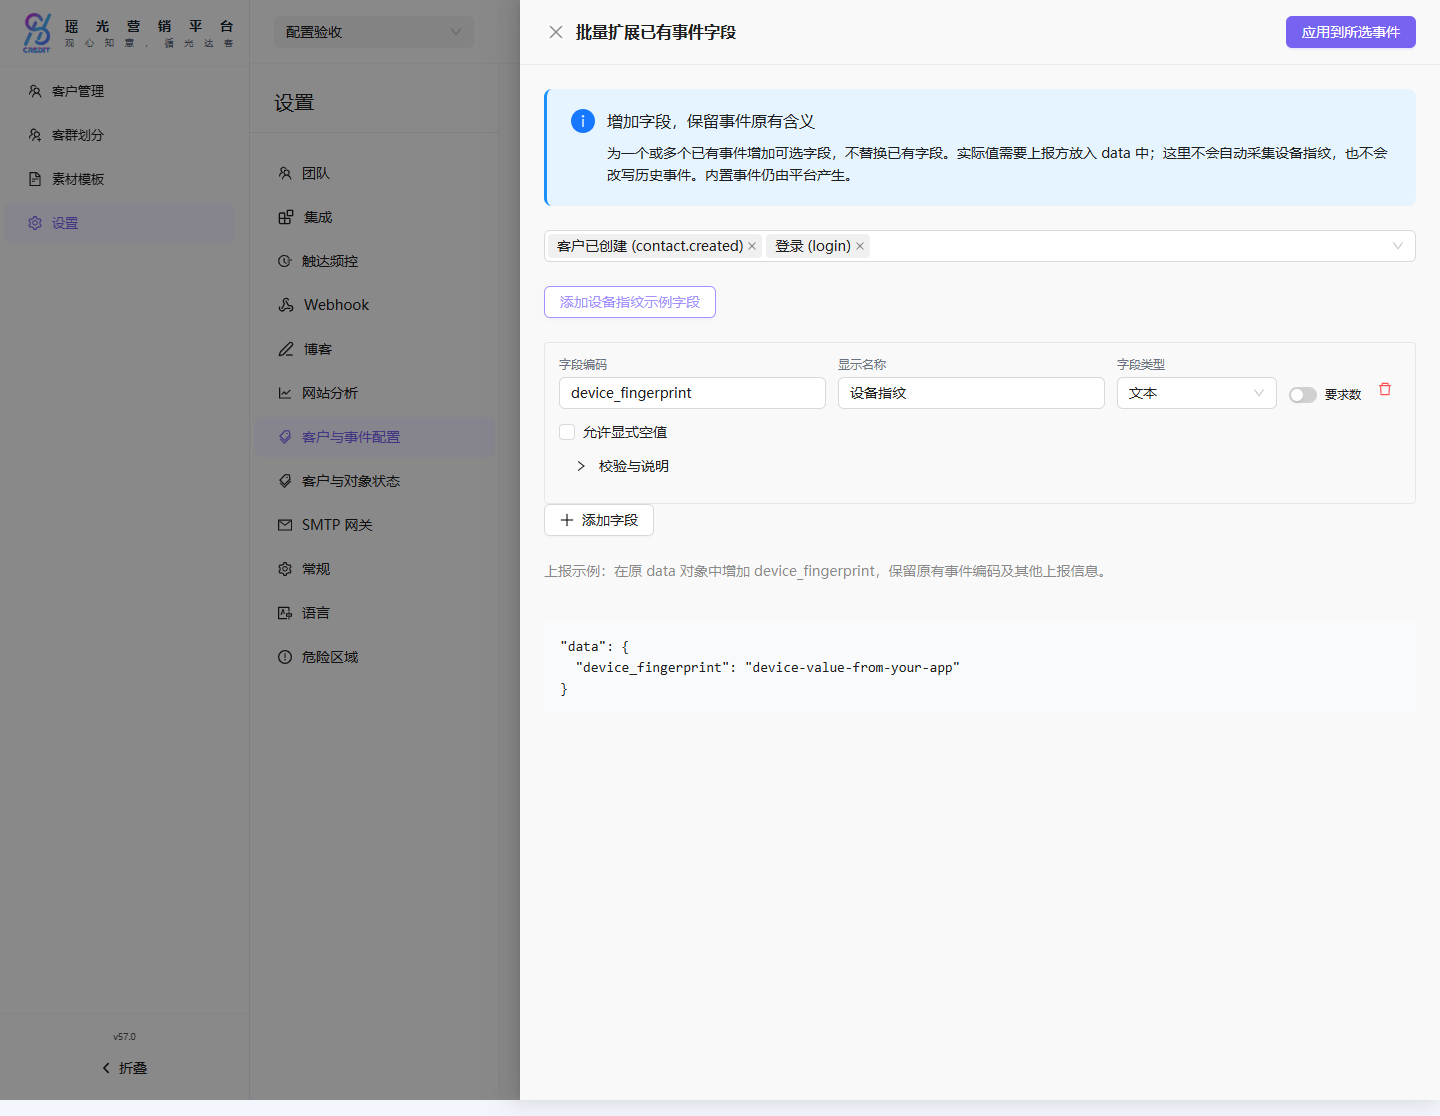 瑶光营销平台
观心知意．循光达客
CREDIT
客户管理
客群划分
素材模板
设置
v57.0
折叠
配置验收
设置
团队
集成
触达频控
Webhook
博客
网站分析
客户与事件配置
客户与对象状态
SMTP 网关
常规
语言
危险区域
批量扩展已有事件字段
应用到所选事件
增加字段，保留事件原有含义
为一个或多个已有事件增加可选字段，不替换已有字段。实际值需要上报方放入 data 中；这里不会自动采集设备指纹，也不会
改写历史事件。内置事件仍由平台产生。
客户已创建 (contact.created) 登录 (login)
添加设备指纹示例字段
字段编码 显示名称 字段类型
device_fingerprint 设备指纹 文本 要求数
允许显式空值
校验与说明
添加字段
上报示例：在原 data 对象中增加 device_fingerprint，保留原有事件编码及其他上报信息。
"data": {
"device_fingerprint": "device-value-from-your-app"
}